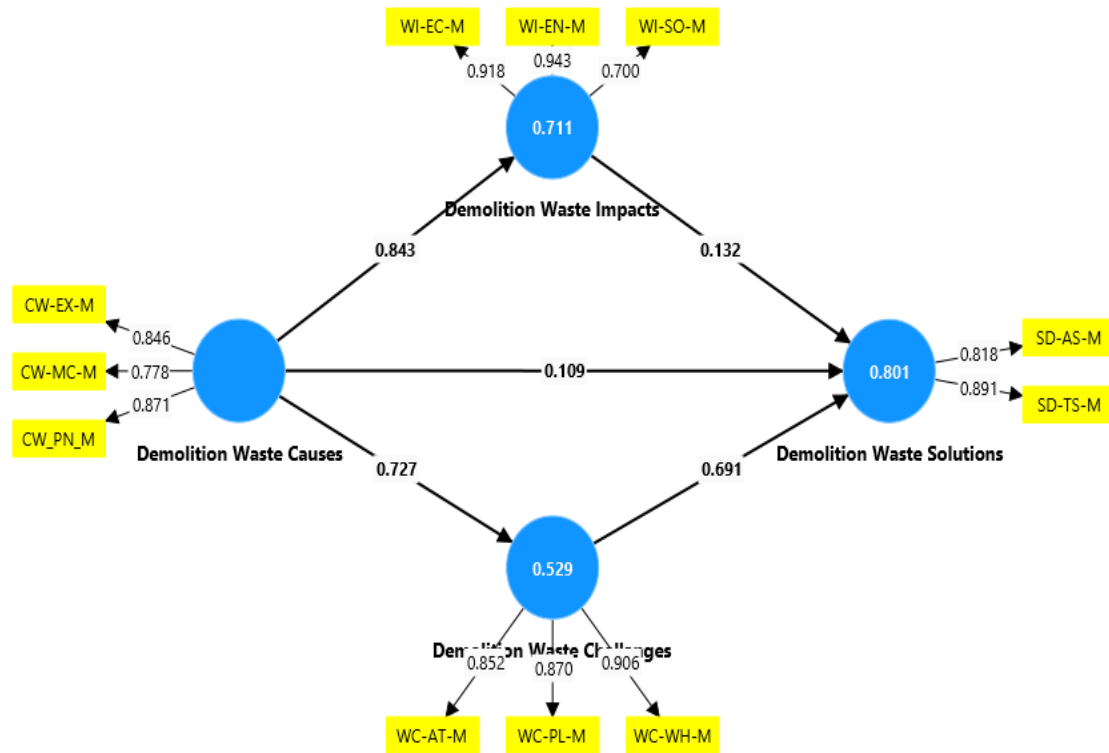 WI-EC-M WI-EN-M WI-SO-M
0.918 0.943 0.700
0.711
Demolition Waste Impacts
0.843 0.132
CW-EX-M
0.846
CW-MC-M 0.778
0.871
CW_PN_M
Demolition Waste Causes
0.109
0.801
0.818 SD-AS-M
0.891 SD-TS-M
Demolition Waste Solutions
0.727 0.691
0.529
Demolition Waste Challenges
0.852 0.870 0.906
WC-AT-M WC-PL-M WC-WH-M